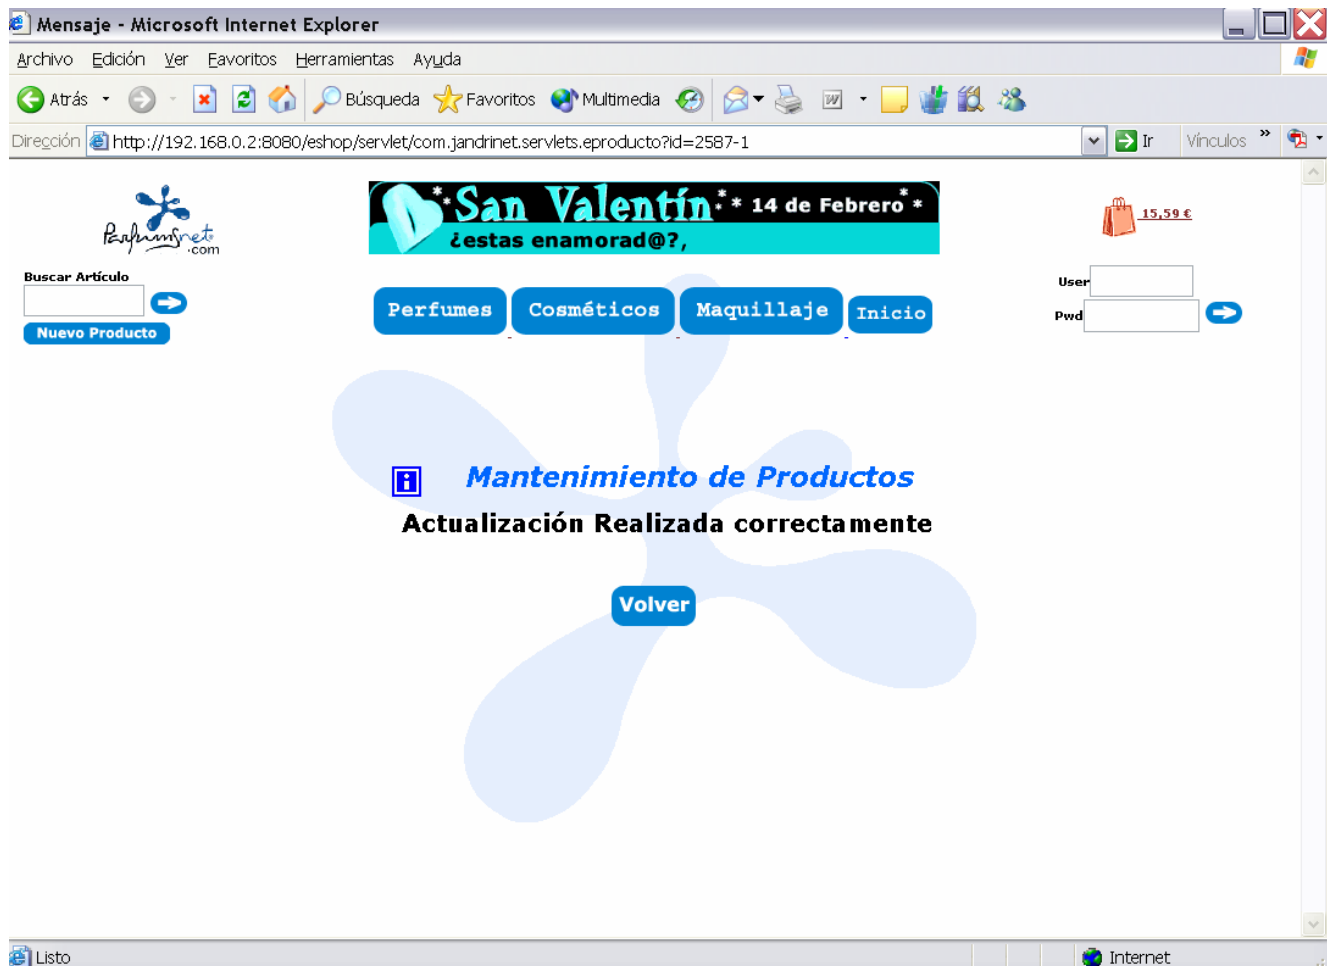 Mensaje - Microsoft Internet Explorer
Archivo Edición Ver Favoritos Herramientas Ayuda
Atrás Búsqueda Favoritos Multimedia
Dirección http://192.168.0.2:8080/eshop/servlet/com.jandrinet.servlets.eproducto?id=2587-1 Ir Vínculos »
Parfumsnet
.com
* * San Valentín * * * 14 de Febrero * *
¿estas enamorad@?,
15,59 €
Buscar Artículo
Nuevo Producto
Perfumes Cosméticos Maquillaje Inicio
User
Pwd
Mantenimiento de Productos
Actualización Realizada correctamente
Volver
Listo Internet